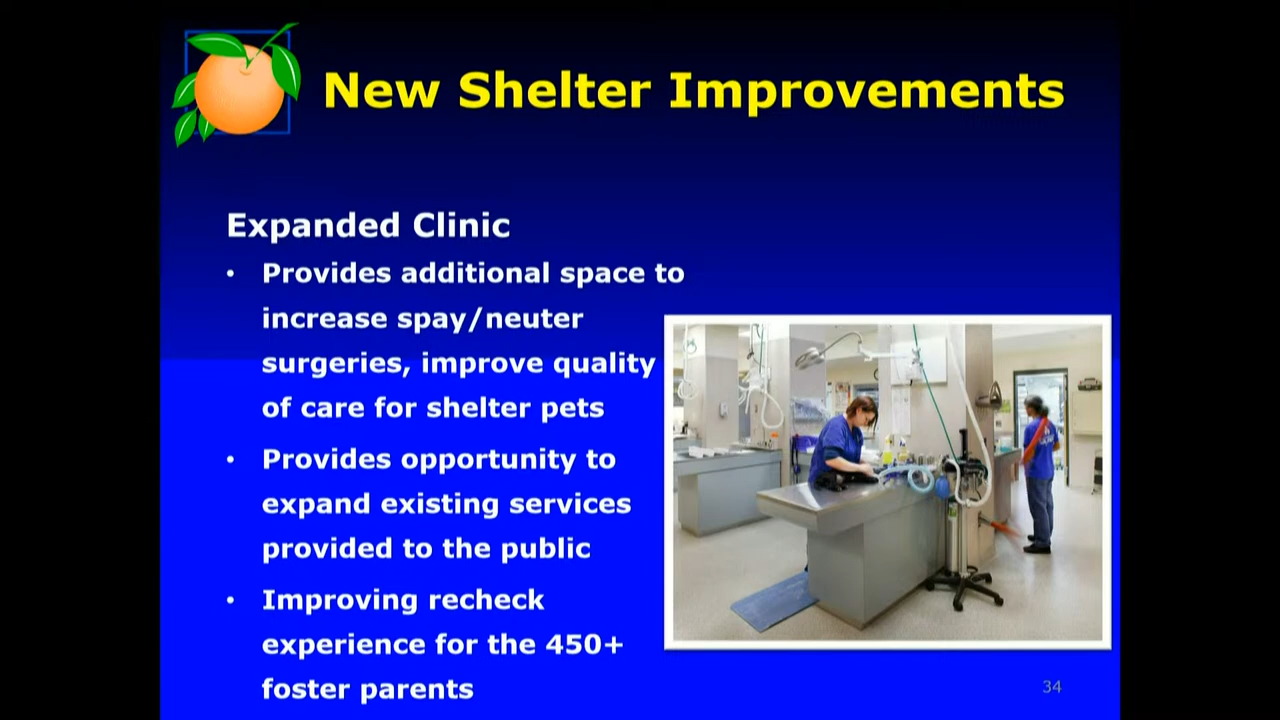 New Shelter Improvements
Expanded Clinic
• Provides additional space to
increase spay/neuter
surgeries, improve quality
of care for shelter pets
• Provides opportunity to
expand existing services
provided to the public
• Improving recheck
experience for the 450+
foster parents
34